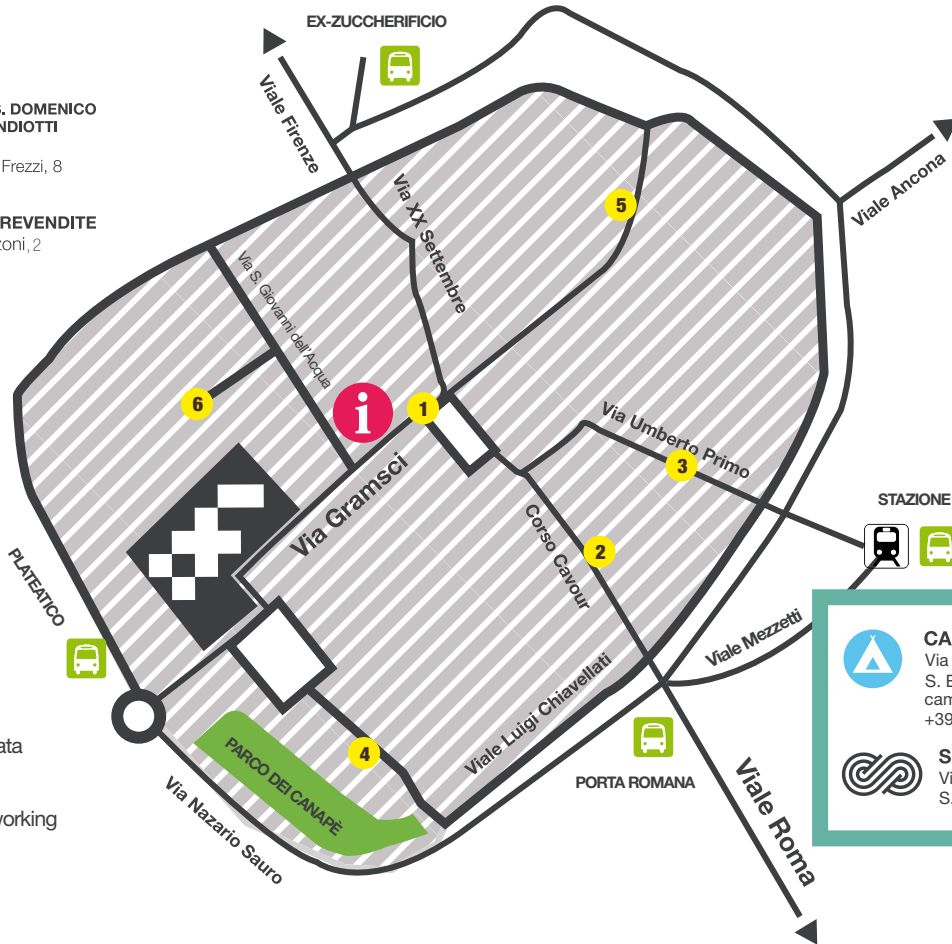 EX-ZUCCHERIFICIO
S. DOMENICO
NDIOTTI
Frezzi, 8
REVENDITE
zoni, 2
Viale Firenze
Via XX Settembre
Viale Ancona
Via S. Giovanni dell'Acqua
5
6
i
1
Via Umberto Primo
3
Via Gramsci
STAZIONE
Corso Cavour
2
PLATEATICO
Viale Mezzetti
Viale Luigi Chiavellati
CA
Via
S. E
cam
+39
S
Vi
S.
4
PARCO DEI CANAPÈ
PORTA ROMANA
Viale Roma
Via Nazario Sauro
ata
working